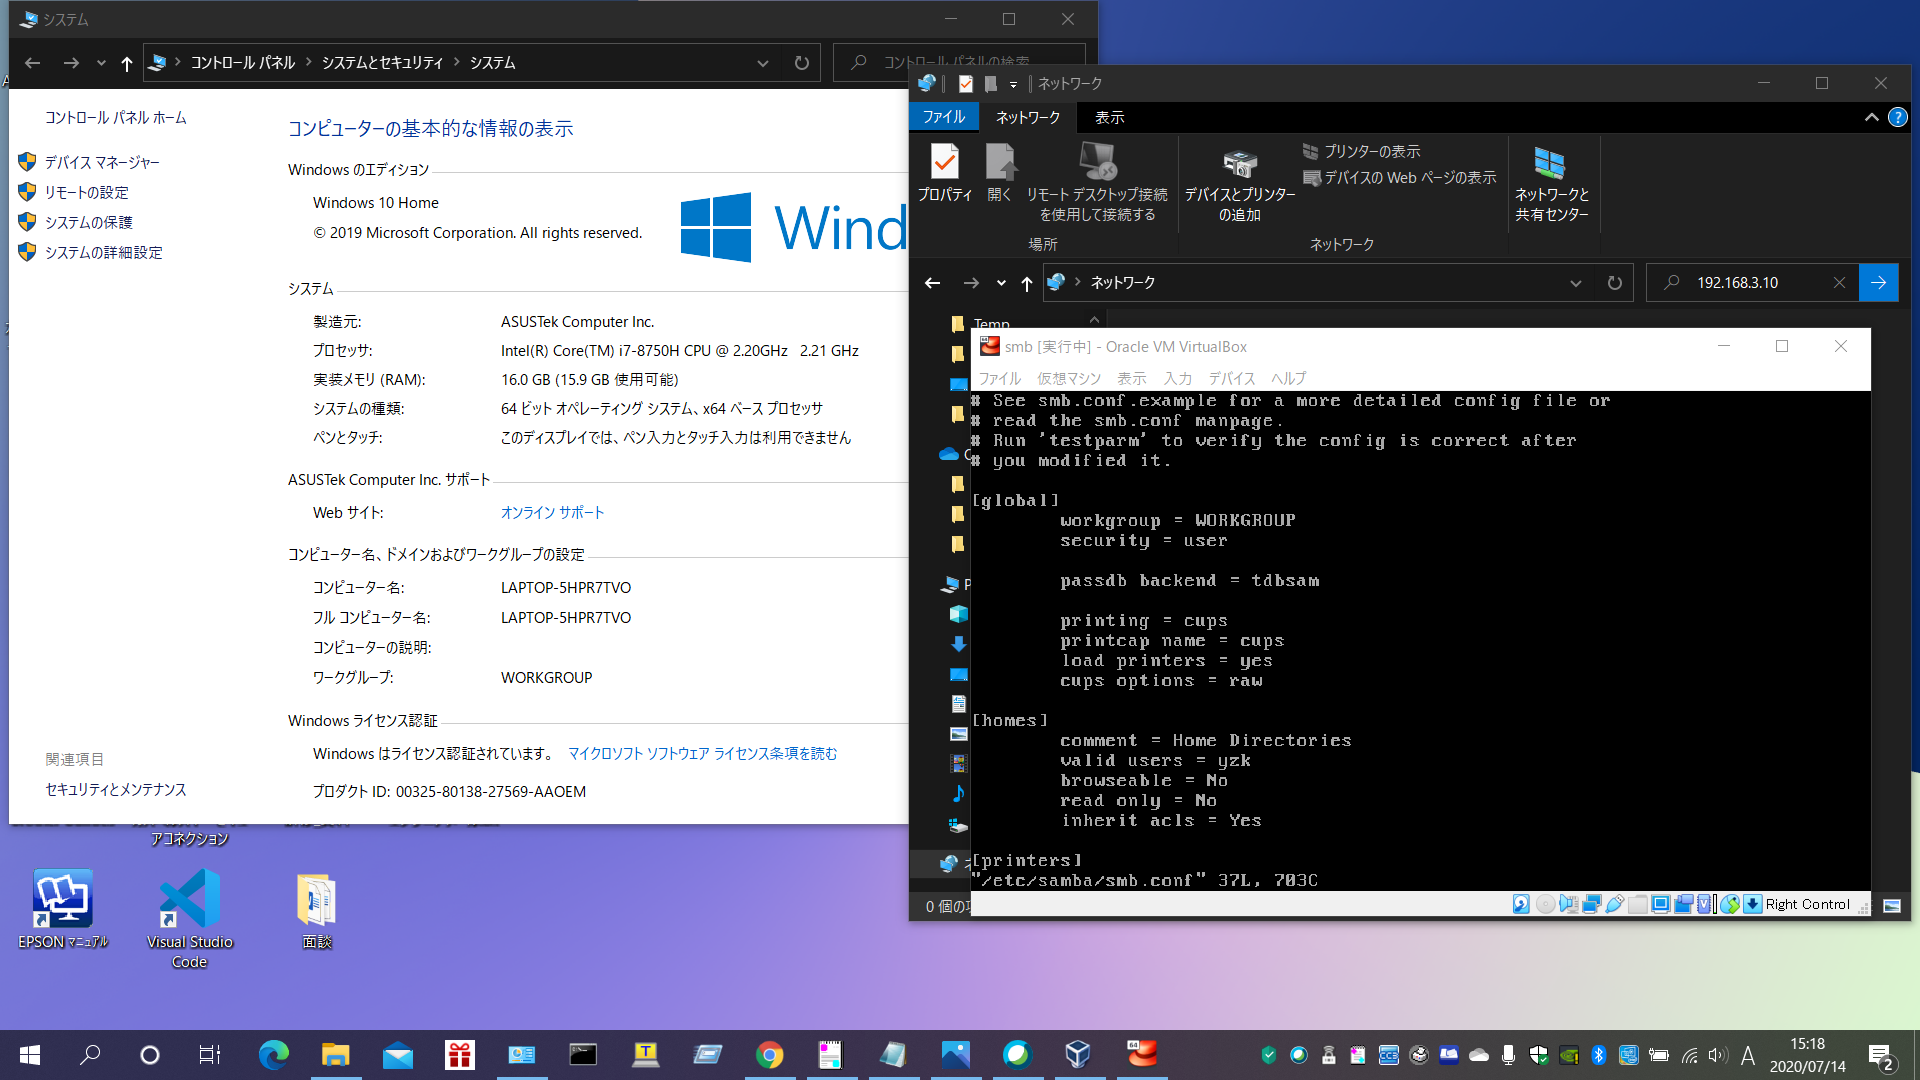 システム
コントロール パネル
システムとセキュリティ
システム
コントロール パネルの検索
コントロール パネル ホーム
デバイス マネージャー
リモートの設定
システムの保護
システムの詳細設定
コンピューターの基本的な情報の表示
Windows のエディション
Windows 10 Home
© 2019 Microsoft Corporation. All rights reserved.
Wind
システム
製造元: ASUSTek Computer Inc.
プロセッサ: Intel(R) Core(TM) i7-8750H CPU @ 2.20GHz 2.21 GHz
実装メモリ (RAM): 16.0 GB (15.9 GB 使用可能)
システムの種類: 64 ビット オペレーティング システム、x64 ベース プロセッサ
ペンとタッチ: このディスプレイでは、ペン入力とタッチ入力は利用できません
ASUSTek Computer Inc. サポート
Web サイト: オンライン サポート
コンピューター名、ドメインおよびワークグループの設定
コンピューター名: LAPTOP-5HPR7TVO
フル コンピューター名: LAPTOP-5HPR7TVO
コンピューターの説明:
ワークグループ: WORKGROUP
Windows ライセンス認証
Windows はライセンス認証されています。 マイクロソフト ソフトウェア ライセンス条項を読む
プロダクト ID: 00325-80138-27569-AAOEM
関連項目
セキュリティとメンテナンス
ネットワーク
ファイル ネットワーク 表示
プロパティ
開く
リモート デスクトップ接続
を使用して接続する
場所
デバイスとプリンター
の追加
プリンターの表示
デバイスの Web ページの表示
ネットワーク
ネットワークと
共有センター
ネットワーク
192.168.3.10
Temp
0 個の
smb [実行中] - Oracle VM VirtualBox
ファイル 仮想マシン 表示 入力 デバイス ヘルプ
# See smb.conf.example for a more detailed config file or
# read the smb.conf manpage.
# Run 'testparm' to verify the config is correct after
# you modified it.
[global]
workgroup = WORKGROUP
security = user
passdb backend = tdbsam
printing = cups
printcap name = cups
load printers = yes
cups options = raw
[homes]
comment = Home Directories
valid users = yzk
browseable = No
read only = No
inherit acls = Yes
[printers]
"/etc/samba/smb.conf" 37L, 703C
Right Control
アコネクション
EPSON マニュアル
Visual Studio
Code
面談
A
15:18
2020/07/14
2